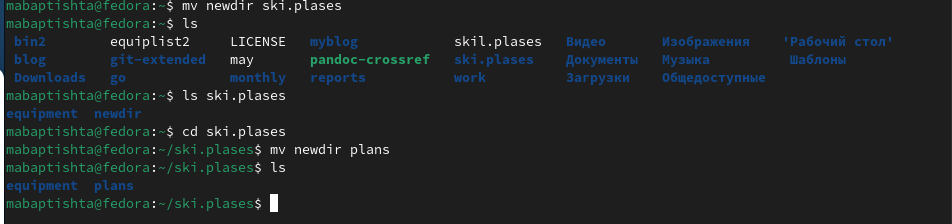 mabaptishta@fedora:~$ mv newdir ski.plases
mabaptishta@fedora:~$ ls
bin2 equiplist2 LICENSE myblog skil.plases Видео Изображения 'Рабочий стол'
blog git-extended may pandoc-crossref ski.plases Документы Музыка Шаблоны
Downloads go monthly reports work Загрузки Общедоступные
mabaptishta@fedora:~$ ls ski.plases
equipment newdir
mabaptishta@fedora:~$ cd ski.plases
mabaptishta@fedora:~/ski.plases$ mv newdir plans
mabaptishta@fedora:~/ski.plases$ ls
equipment plans
mabaptishta@fedora:~/ski.plases$